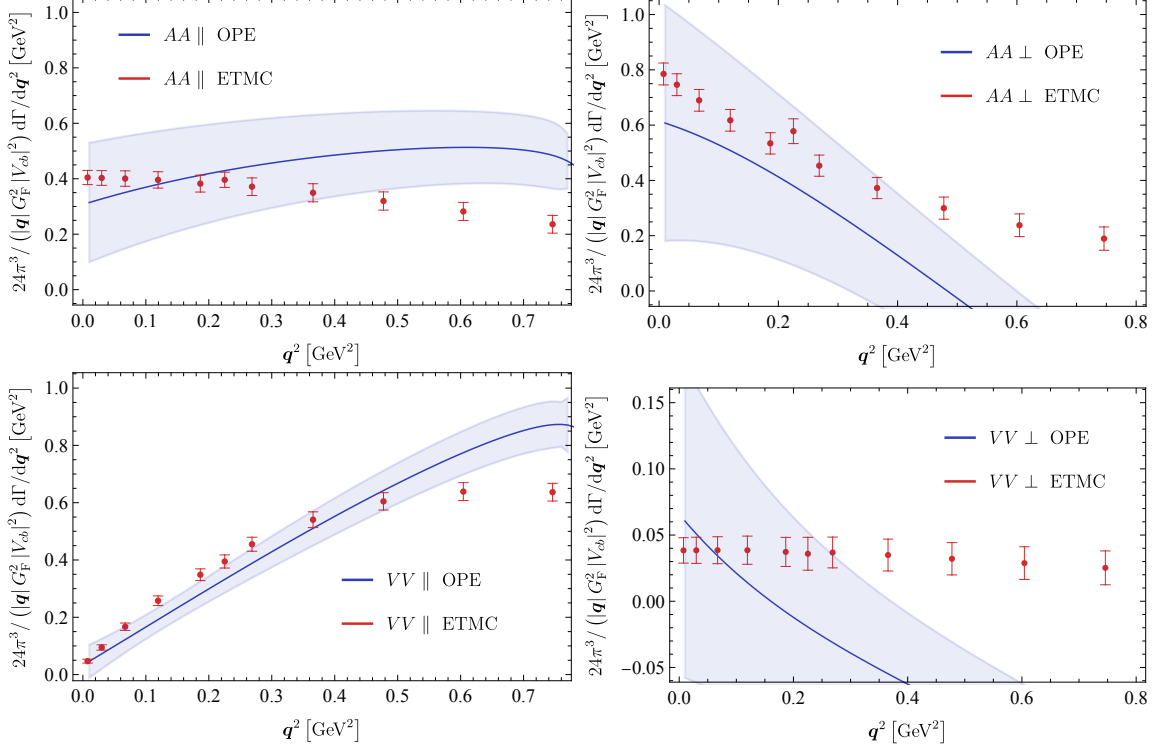 24π³/(|q| G_F² |V_cb|²) dΓ/dq² [GeV²]
1.0
0.8
0.6
0.4
0.2
0.0
AA ∥ OPE
AA ∥ ETMC
0.0 0.1 0.2 0.3 0.4 0.5 0.6 0.7
q² [GeV²]
24π³/(|q| G_F² |V_cb|²) dΓ/dq² [GeV²]
1.0
0.8
0.6
0.4
0.2
0.0
AA ⊥ OPE
AA ⊥ ETMC
0.0 0.2 0.4 0.6 0.8
q² [GeV²]
24π³/(|q| G_F² |V_cb|²) dΓ/dq² [GeV²]
1.0
0.8
0.6
0.4
0.2
0.0
VV ∥ OPE
VV ∥ ETMC
0.0 0.1 0.2 0.3 0.4 0.5 0.6 0.7
q² [GeV²]
24π³/(|q| G_F² |V_cb|²) dΓ/dq² [GeV²]
0.15
0.10
0.05
0.00
−0.05
VV ⊥ OPE
VV ⊥ ETMC
0.0 0.2 0.4 0.6 0.8
q² [GeV²]